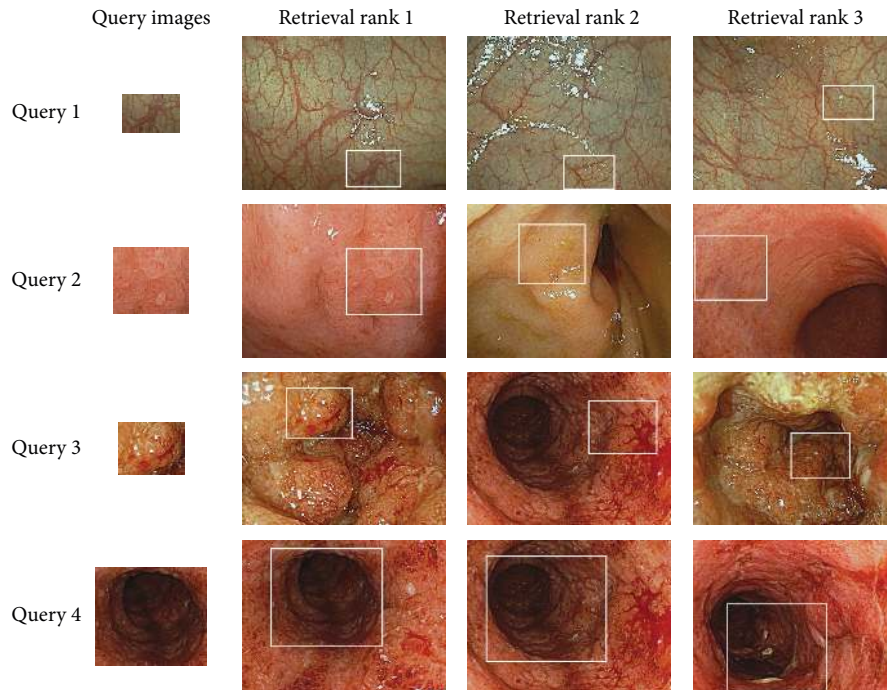 Query images Retrieval rank 1 Retrieval rank 2 Retrieval rank 3
Query 1
Query 2
Query 3
Query 4